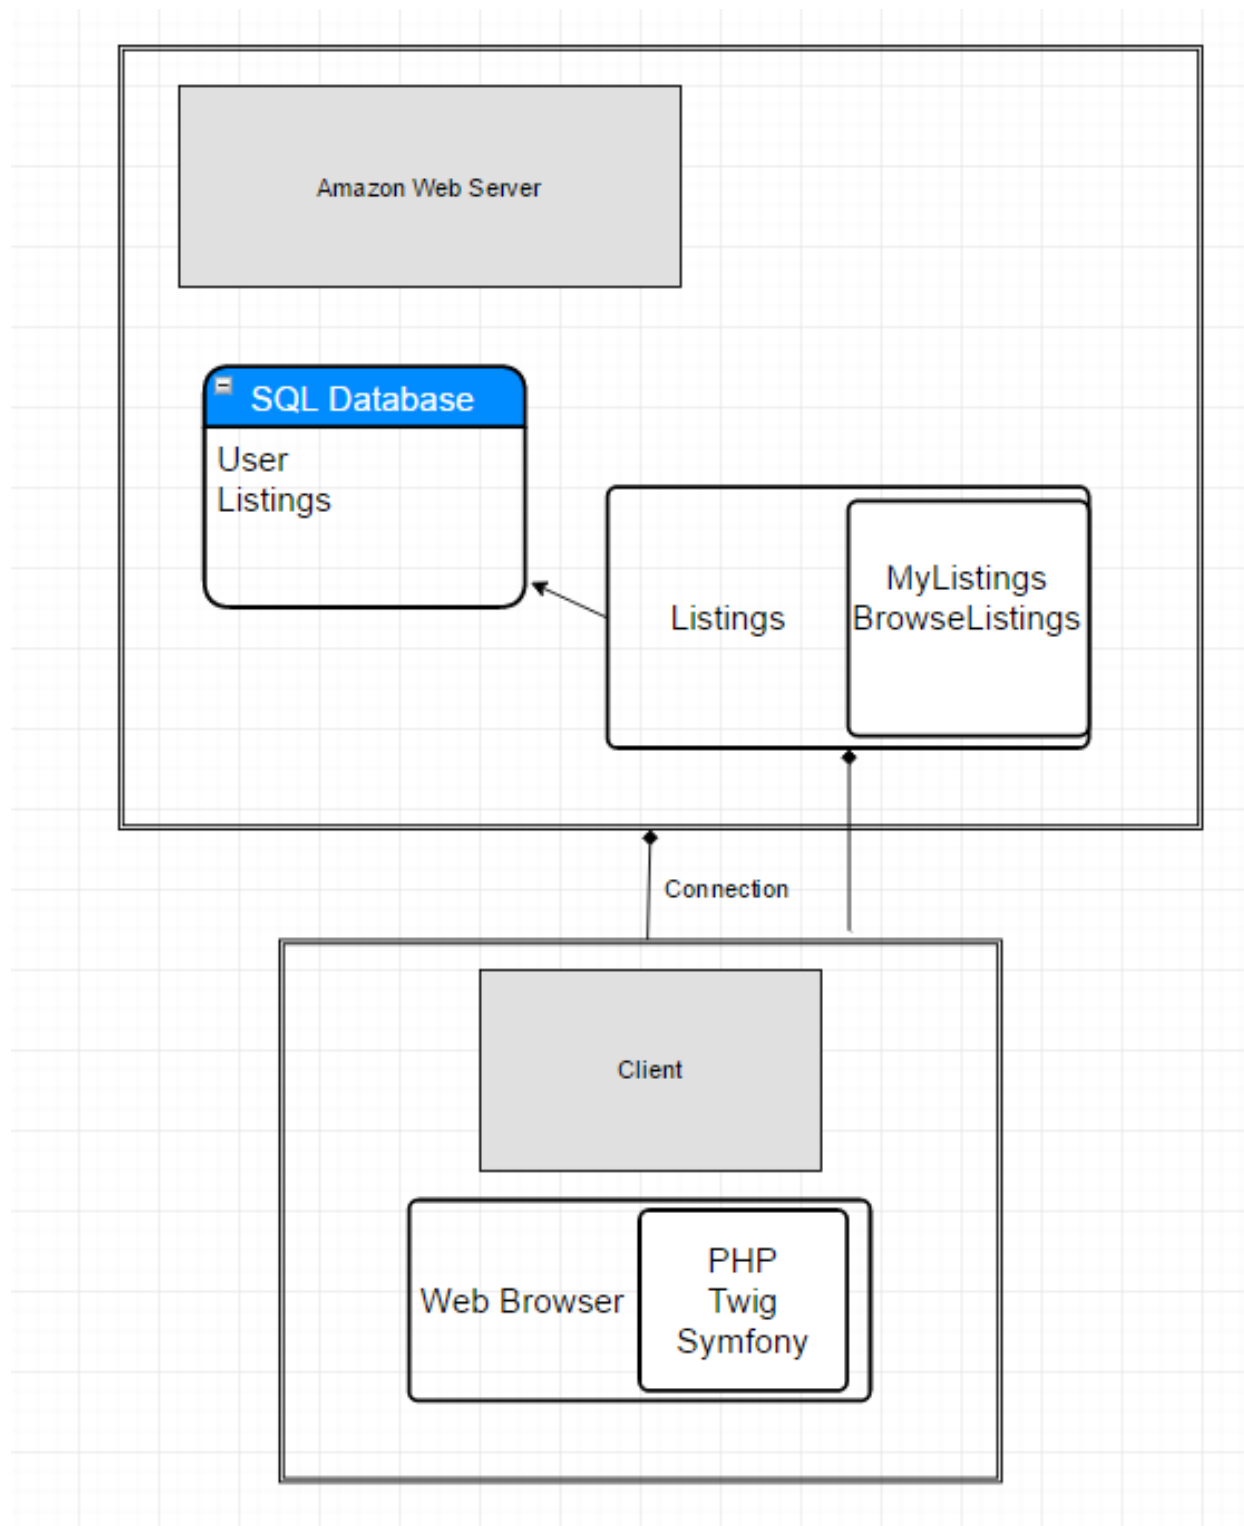 Amazon Web Server
SQL Database
User
Listings
Listings
MyListings
BrowseListings
Connection
Client
Web Browser
PHP
Twig
Symfony